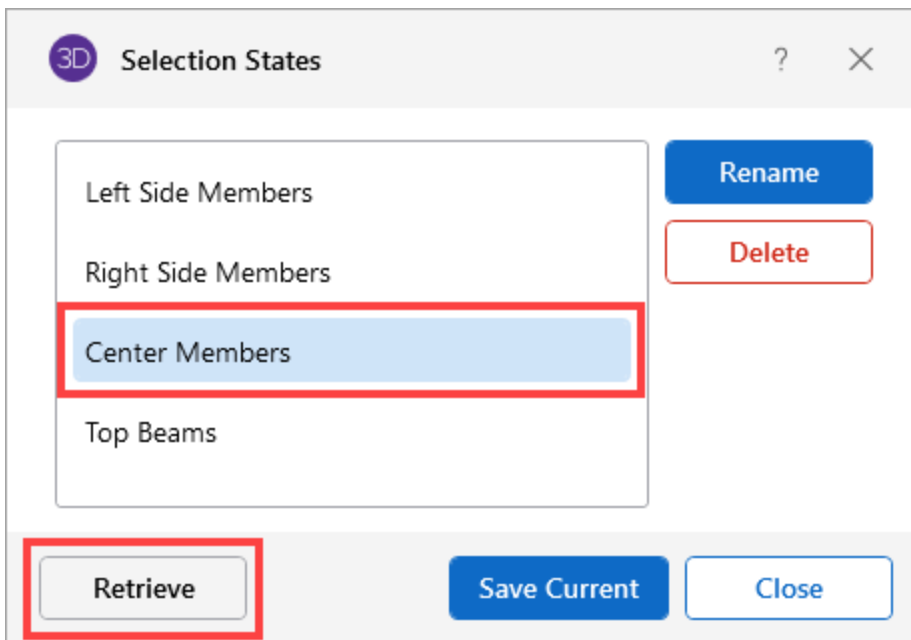 3D Selection States ?
Left Side Members
Rename
Right Side Members
Delete
Center Members
Top Beams
Retrieve
Save Current
Close